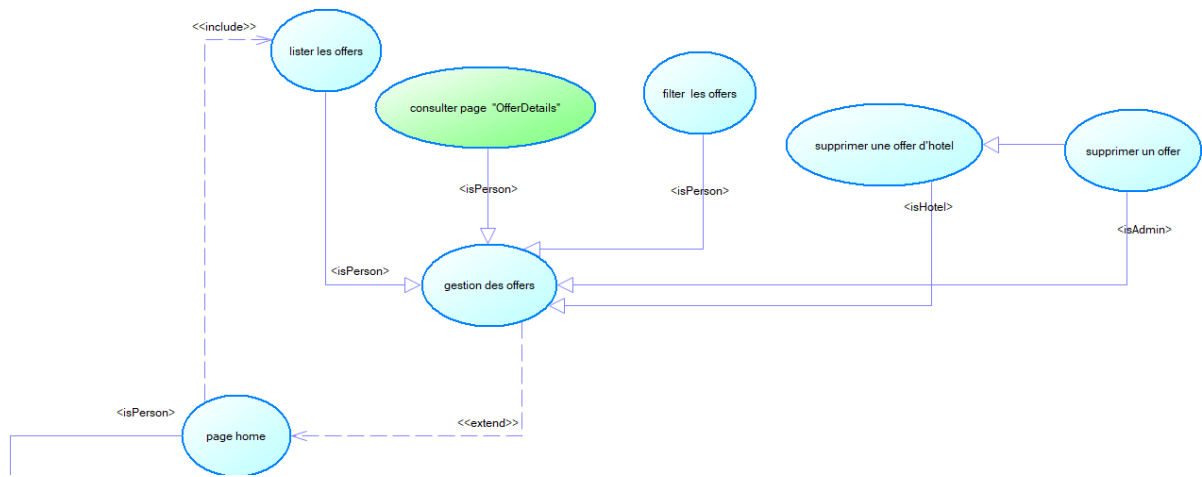 <<include>>
lister les offers
consulter page "OfferDetails"
filter les offers
supprimer une offer d'hotel
supprimer un offer
<isPerson>
<isPerson>
<isHotel>
<isAdmin>
<isPerson>
gestion des offers
<isPerson>
<<extend>>
page home